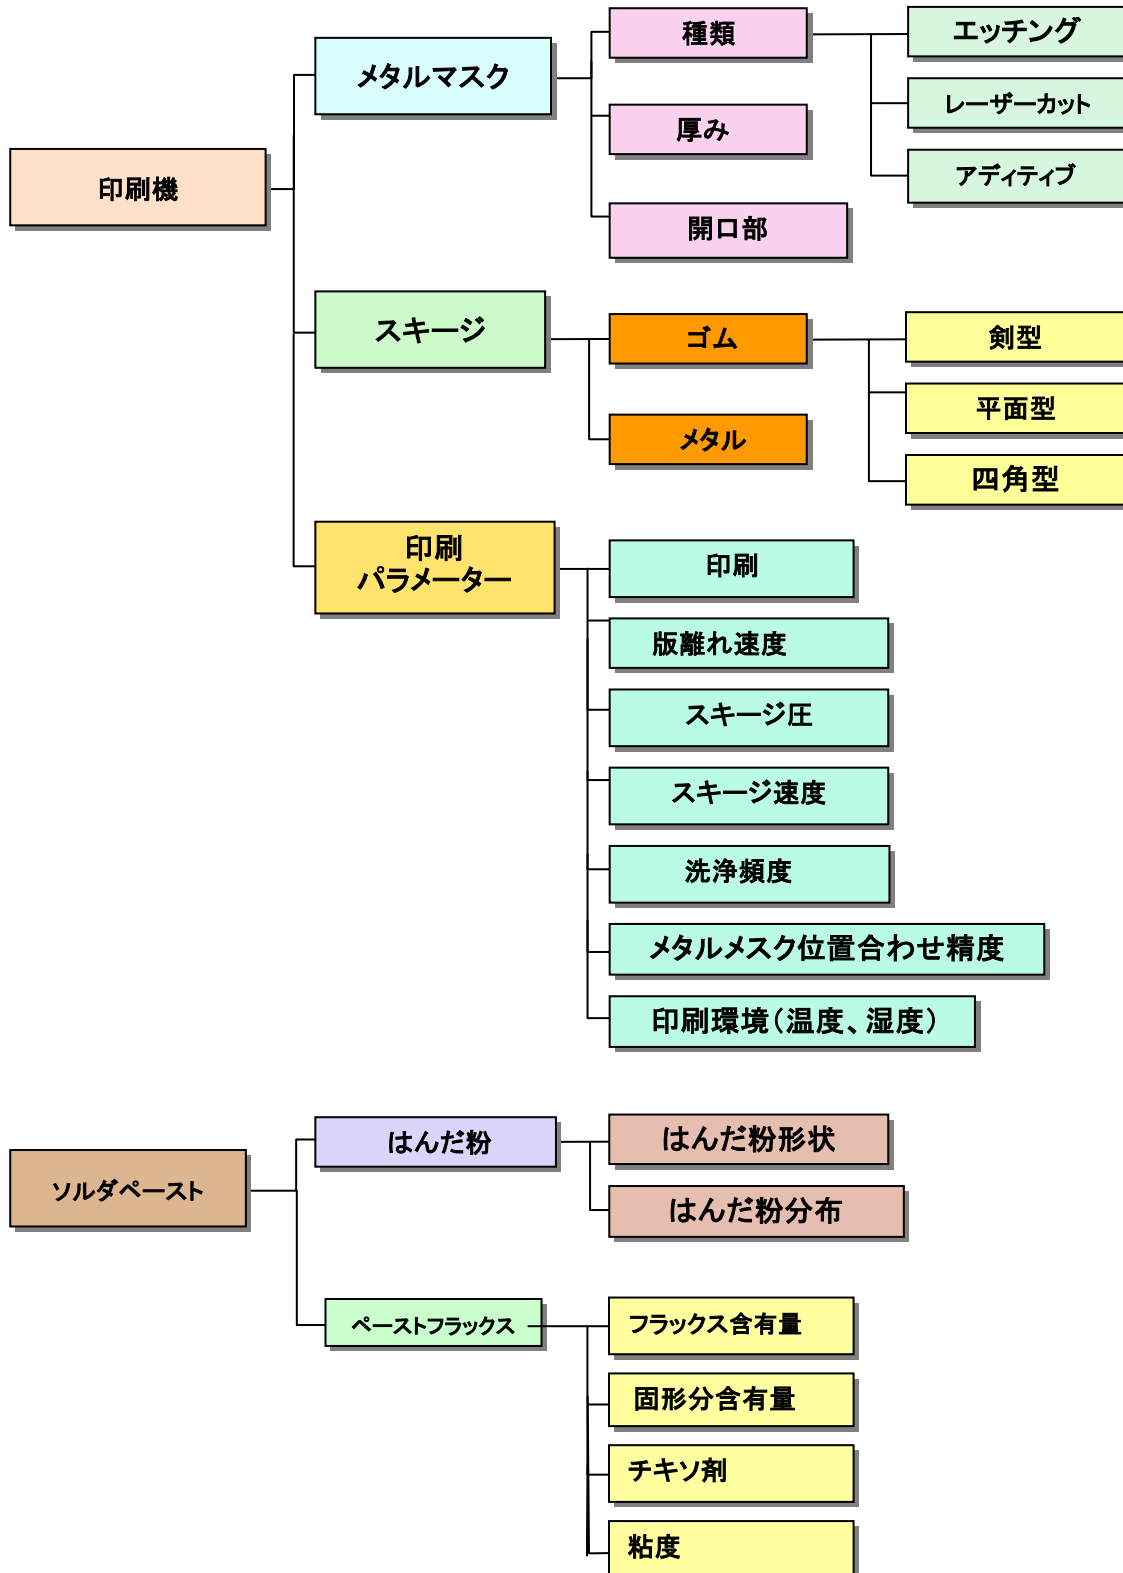 印刷機
メタルマスク
種類
エッチング
レーザーカット
アディティブ
厚み
開口部
スキージ
ゴム
剣型
平面型
四角型
メタル
印刷
パラメーター
印刷
版離れ速度
スキージ圧
スキージ速度
洗浄頻度
メタルメスク位置合わせ精度
印刷環境（温度、湿度）
ソルダペースト
はんだ粉
はんだ粉形状
はんだ粉分布
ペーストフラックス
フラックス含有量
固形分含有量
チキソ剤
粘度